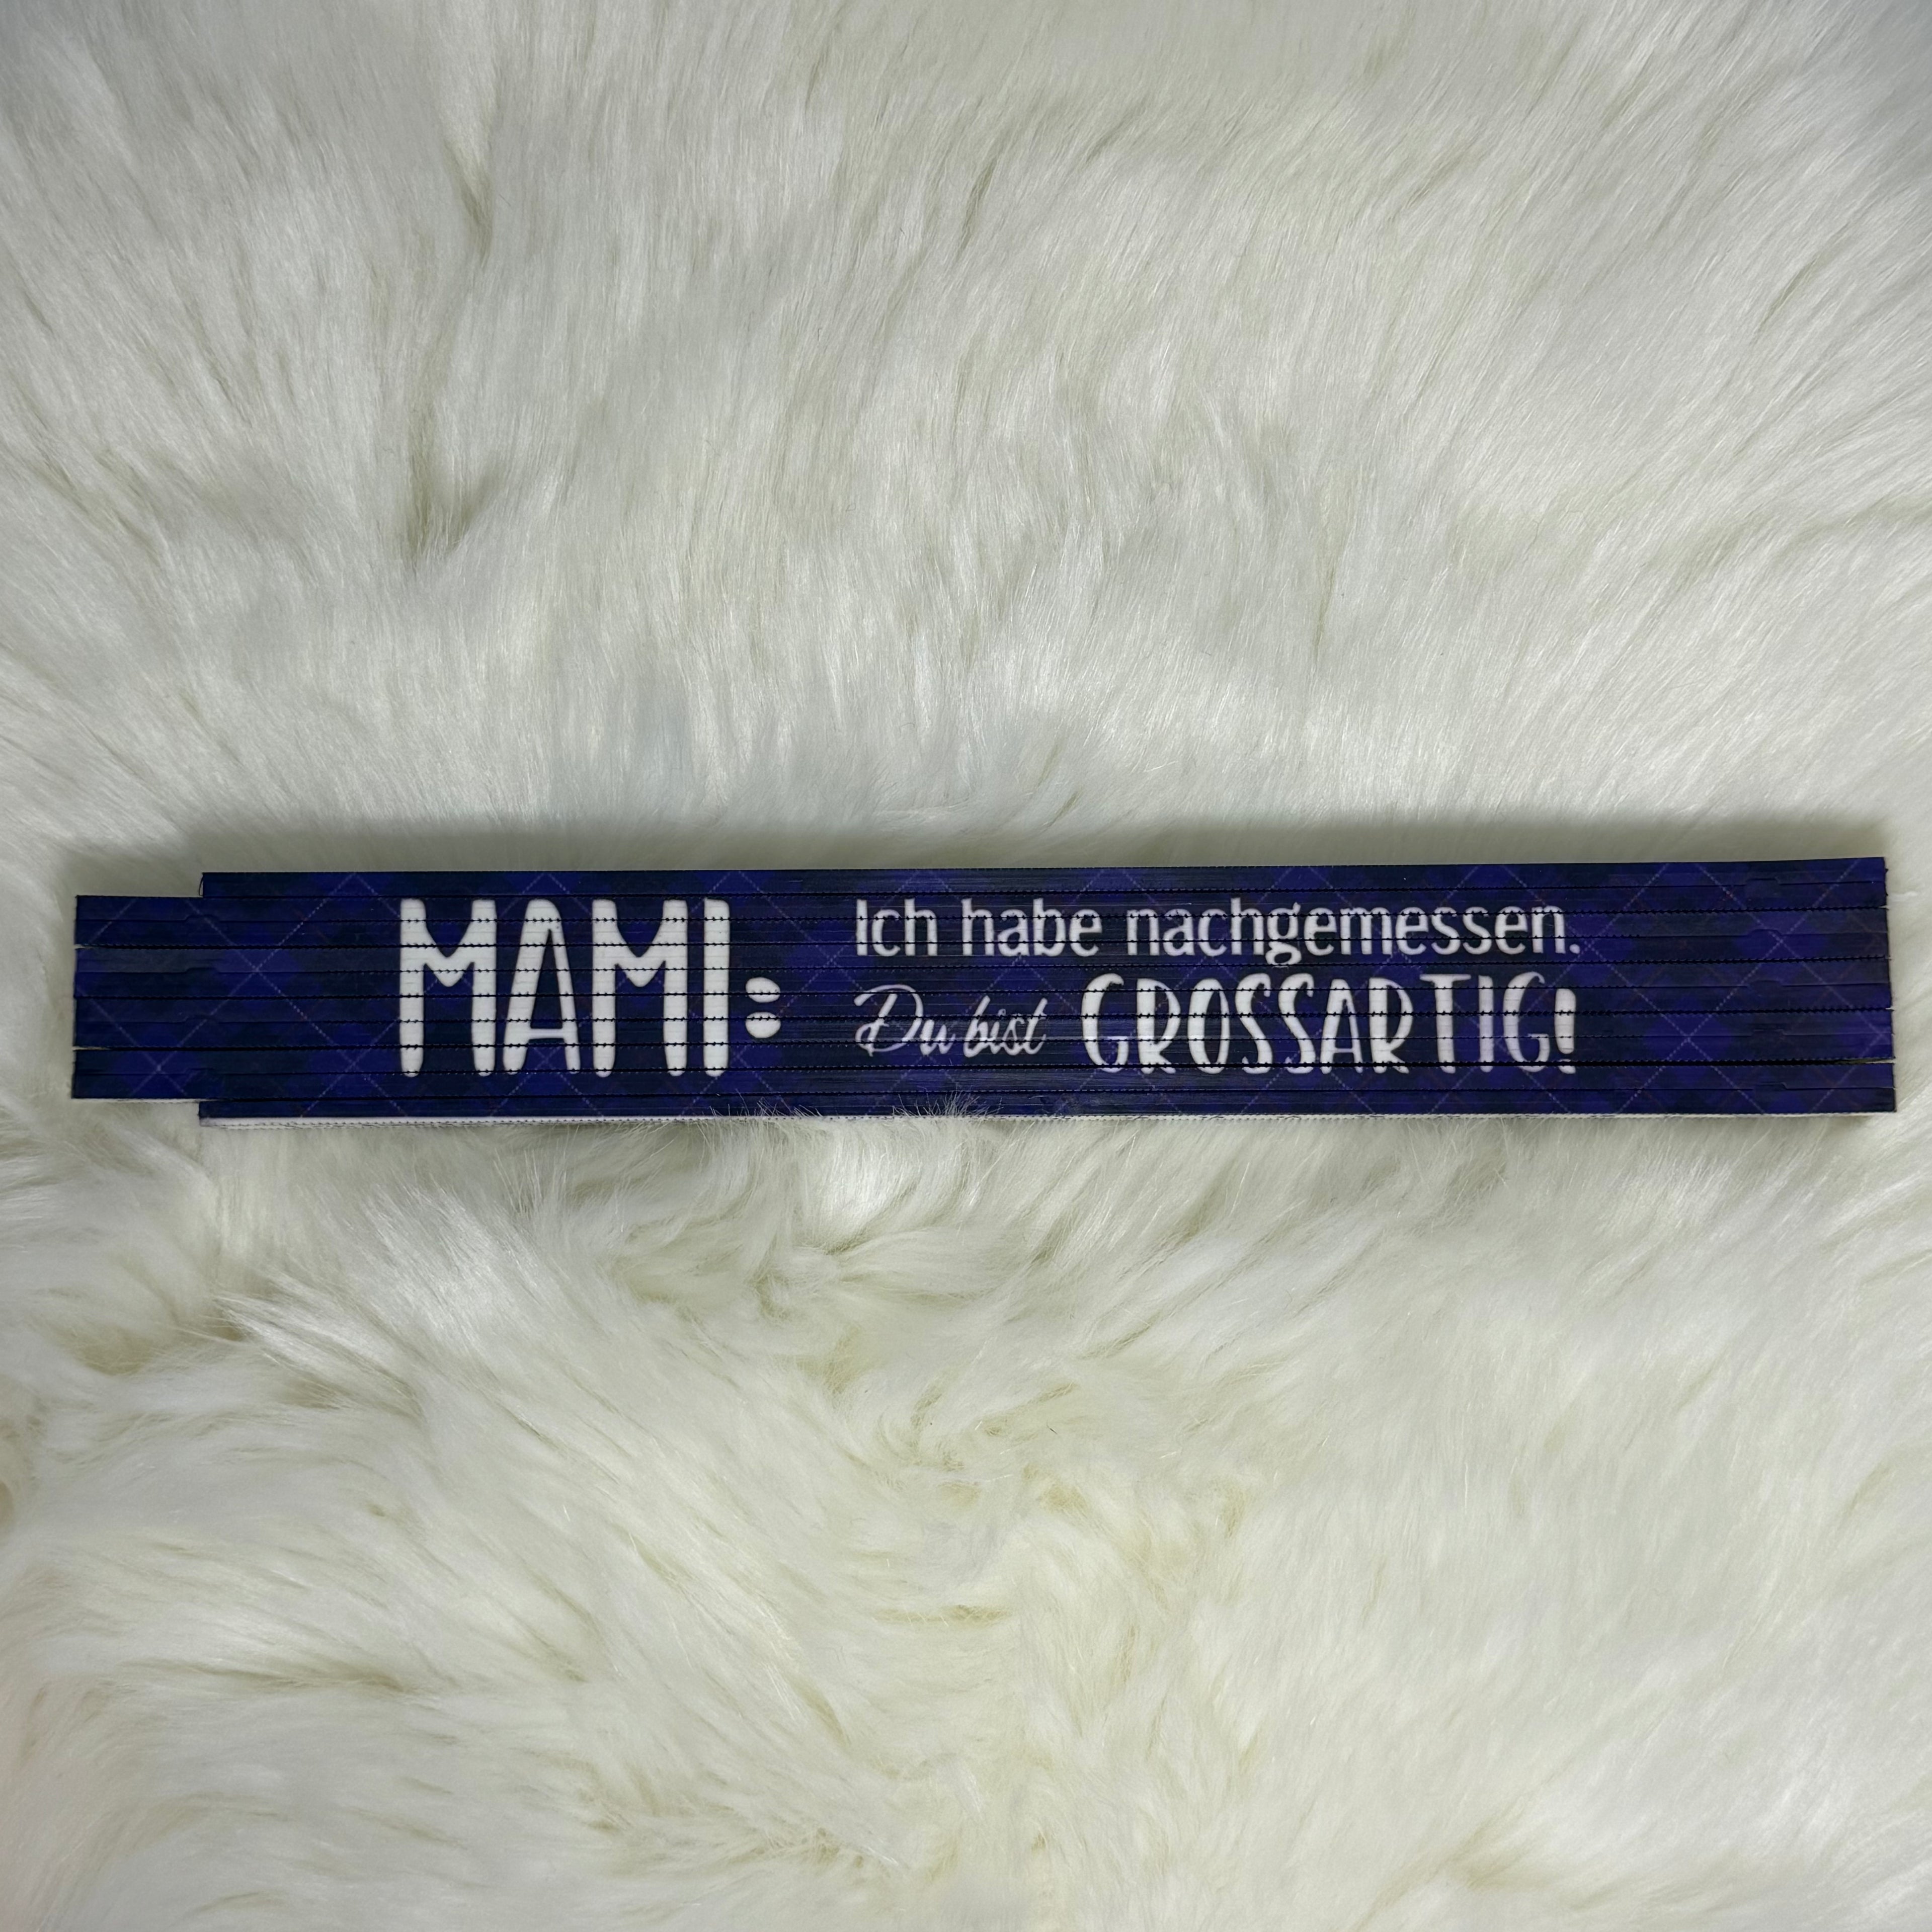 MAMI:
Ich habe nachgemessen.
Du bist GROSSARTIG!